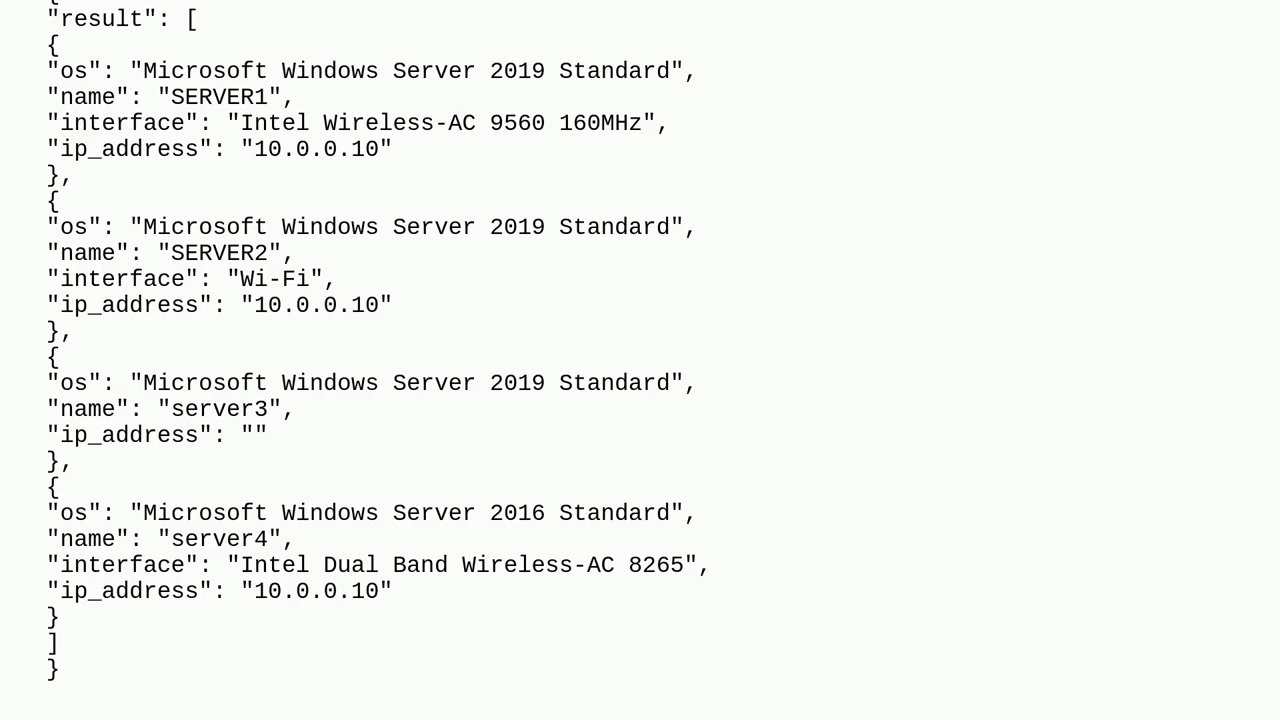 {
"result": [
{
"os": "Microsoft Windows Server 2019 Standard",
"name": "SERVER1",
"interface": "Intel Wireless-AC 9560 160MHz",
"ip_address": "10.0.0.10"
},
{
"os": "Microsoft Windows Server 2019 Standard",
"name": "SERVER2",
"interface": "Wi-Fi",
"ip_address": "10.0.0.10"
},
{
"os": "Microsoft Windows Server 2019 Standard",
"name": "server3",
"ip_address": ""
},
{
"os": "Microsoft Windows Server 2016 Standard",
"name": "server4",
"interface": "Intel Dual Band Wireless-AC 8265",
"ip_address": "10.0.0.10"
}
]
}